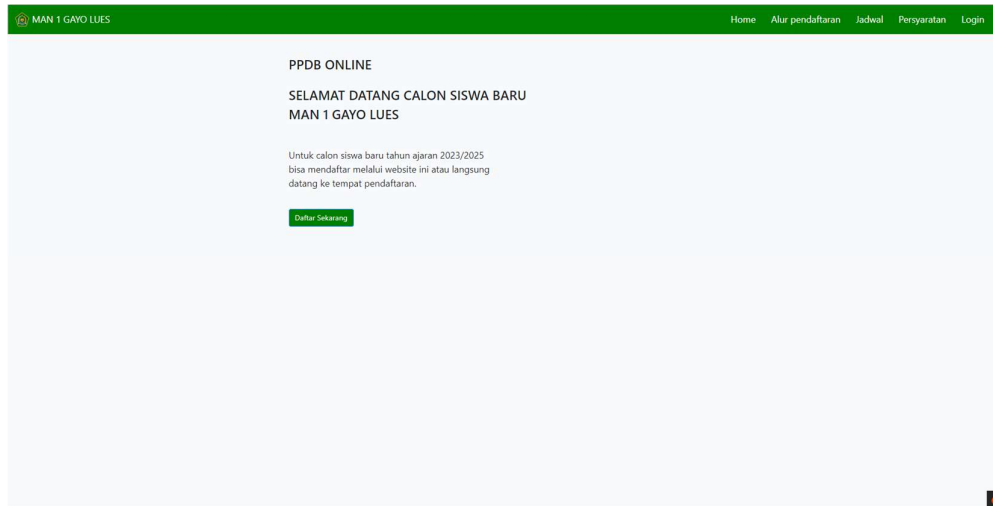 MAN 1 GAYO LUES
Home Alur pendaftaran Jadwal Persyaratan Login
PPDB ONLINE
SELAMAT DATANG CALON SISWA BARU
MAN 1 GAYO LUES
Untuk calon siswa baru tahun ajaran 2023/2025
bisa mendaftar melalui website ini atau langsung
datang ke tempat pendaftaran.
Daftar Sekarang